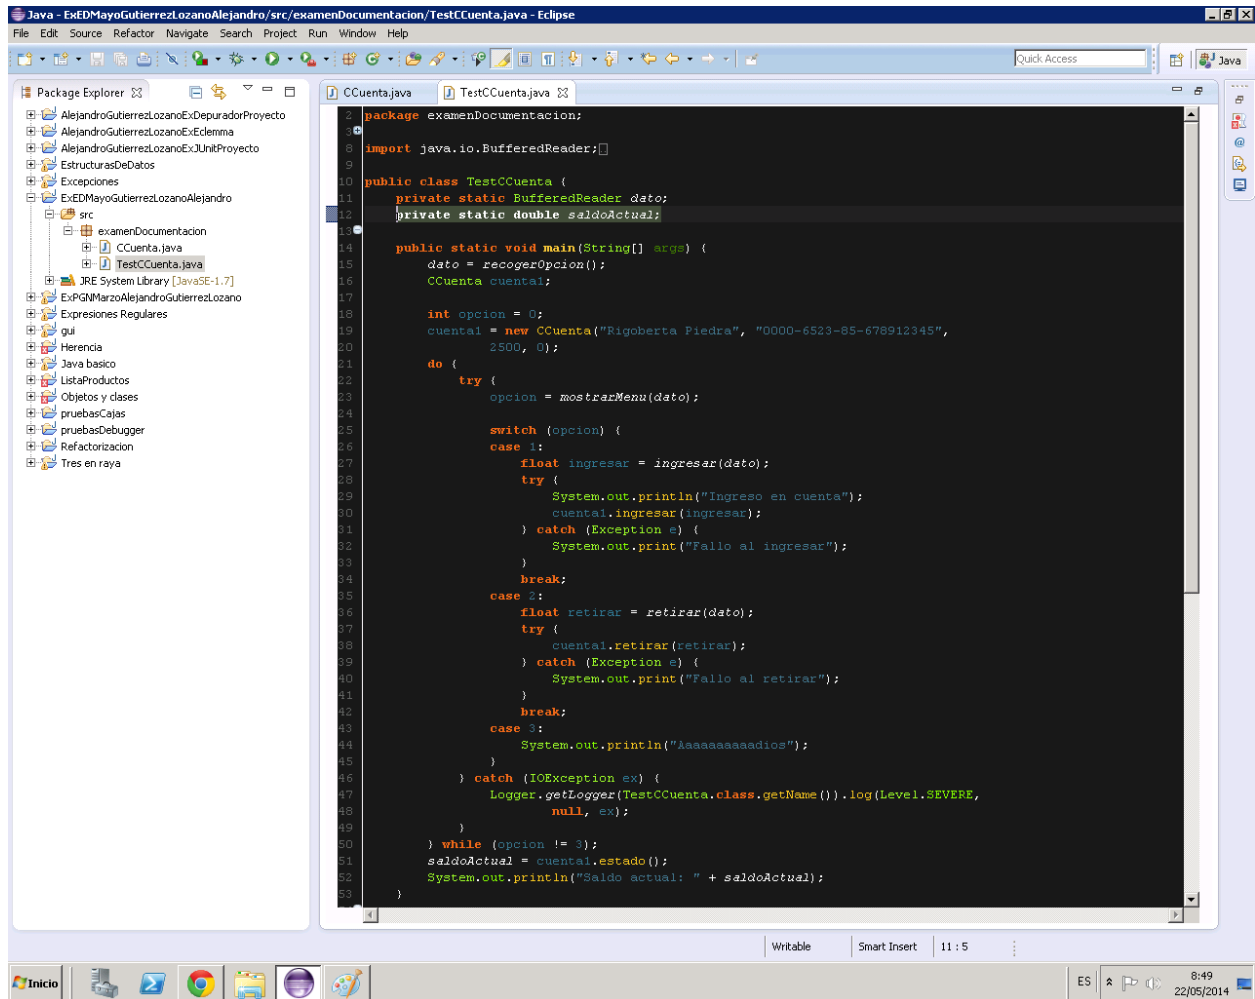 Java - ExEDMayoGutierrezLozanoAlejandro/src/examenDocumentacion/TestCCuenta.java - Eclipse
File Edit Source Refactor Navigate Search Project Run Window Help
Quick Access
Java
Package Explorer
AlejandroGutierrezLozanoExDepuradorProyecto
AlejandroGutierrezLozanoExEclemma
AlejandroGutierrezLozanoExJUnitProyecto
EstructurasDeDatos
Excepciones
ExEDMayoGutierrezLozanoAlejandro
src
examenDocumentacion
CCuenta.java
TestCCuenta.java
JRE System Library [JavaSE-1.7]
ExPGNMarzoAlejandroGutierrezLozano
Expresiones Regulares
gui
Herencia
Java basico
ListaProductos
Objetos y clases
pruebasCajas
pruebasDebugger
Refactorizacion
Tres en raya
CCuenta.java TestCCuenta.java
2 package examenDocumentacion;
3
8 import java.io.BufferedReader;
9
10 public class TestCCuenta {
11 private static BufferedReader dato;
12 private static double saldoActual;
13
14 public static void main(String[] args) {
15 dato = recogerOpcion();
16 CCuenta cuenta1;
17
18 int opcion = 0;
19 cuenta1 = new CCuenta("Rigoberta Piedra", "0000-6523-85-678912345",
20 2500, 0);
21 do {
22 try {
23 opcion = mostrarMenu(dato);
24
25 switch (opcion) {
26 case 1:
27 float ingresar = ingresar(dato);
28 try {
29 System.out.println("Ingreso en cuenta");
30 cuenta1.ingresar(ingresar);
31 } catch (Exception e) {
32 System.out.print("Fallo al ingresar");
33 }
34 break;
35 case 2:
36 float retirar = retirar(dato);
37 try {
38 cuenta1.retirar(retirar);
39 } catch (Exception e) {
40 System.out.print("Fallo al retirar");
41 }
42 break;
43 case 3:
44 System.out.println("Aaaaaaaaaadios");
45 }
46 } catch (IOException ex) {
47 Logger.getLogger(TestCCuenta.class.getName()).log(Level.SEVERE,
48 null, ex);
49 }
50 } while (opcion != 3);
51 saldoActual = cuenta1.estado();
52 System.out.println("Saldo actual: " + saldoActual);
53 }
Writable Smart Insert 11 : 5
Inicio
ES
8:49
22/05/2014